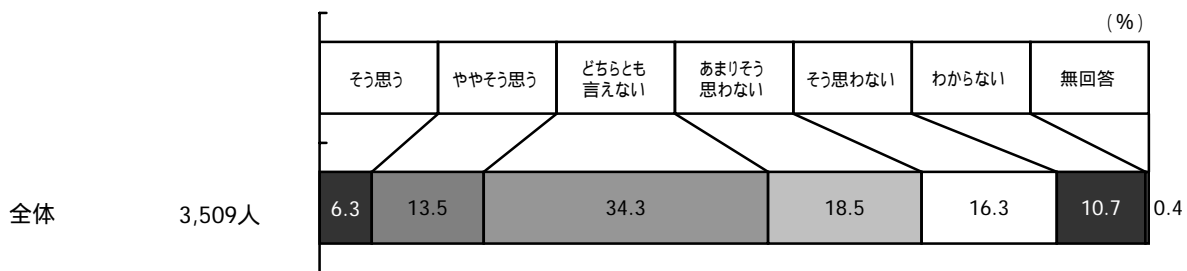 (%)
そう思う
ややそう思う
どちらとも
言えない
あまりそう
思わない
そう思わない
わからない
無回答
全体
3,509人
6.3
13.5
34.3
18.5
16.3
10.7
0.4